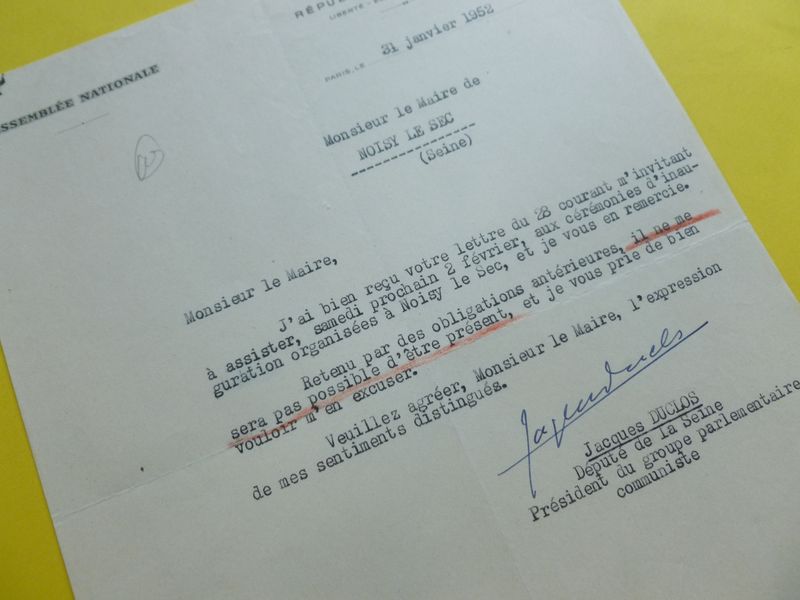 RÉPU
LIBERTÉ
ASSEMBLÉE NATIONALE
PARIS, LE 31 janvier 1952
Monsieur le Maire de
NOISY LE SEC
(Seine)
Monsieur le Maire,
J'ai bien reçu votre lettre du 28 courant m'invitant
à assister, samedi prochain 2 février, aux cérémonies d'inau-
guration organisées à Noisy le Sec, et je vous en remercie.
Retenu par des obligations antérieures, il ne me
sera pas possible d'être présent, et je vous prie de bien
vouloir m'en excuser.
Veuillez agréer, Monsieur le Maire, l'expression
de mes sentiments distingués.
Jacques Duclos
Jacques DUCLOS
Député de la Seine
Président du groupe parlementaire
communiste